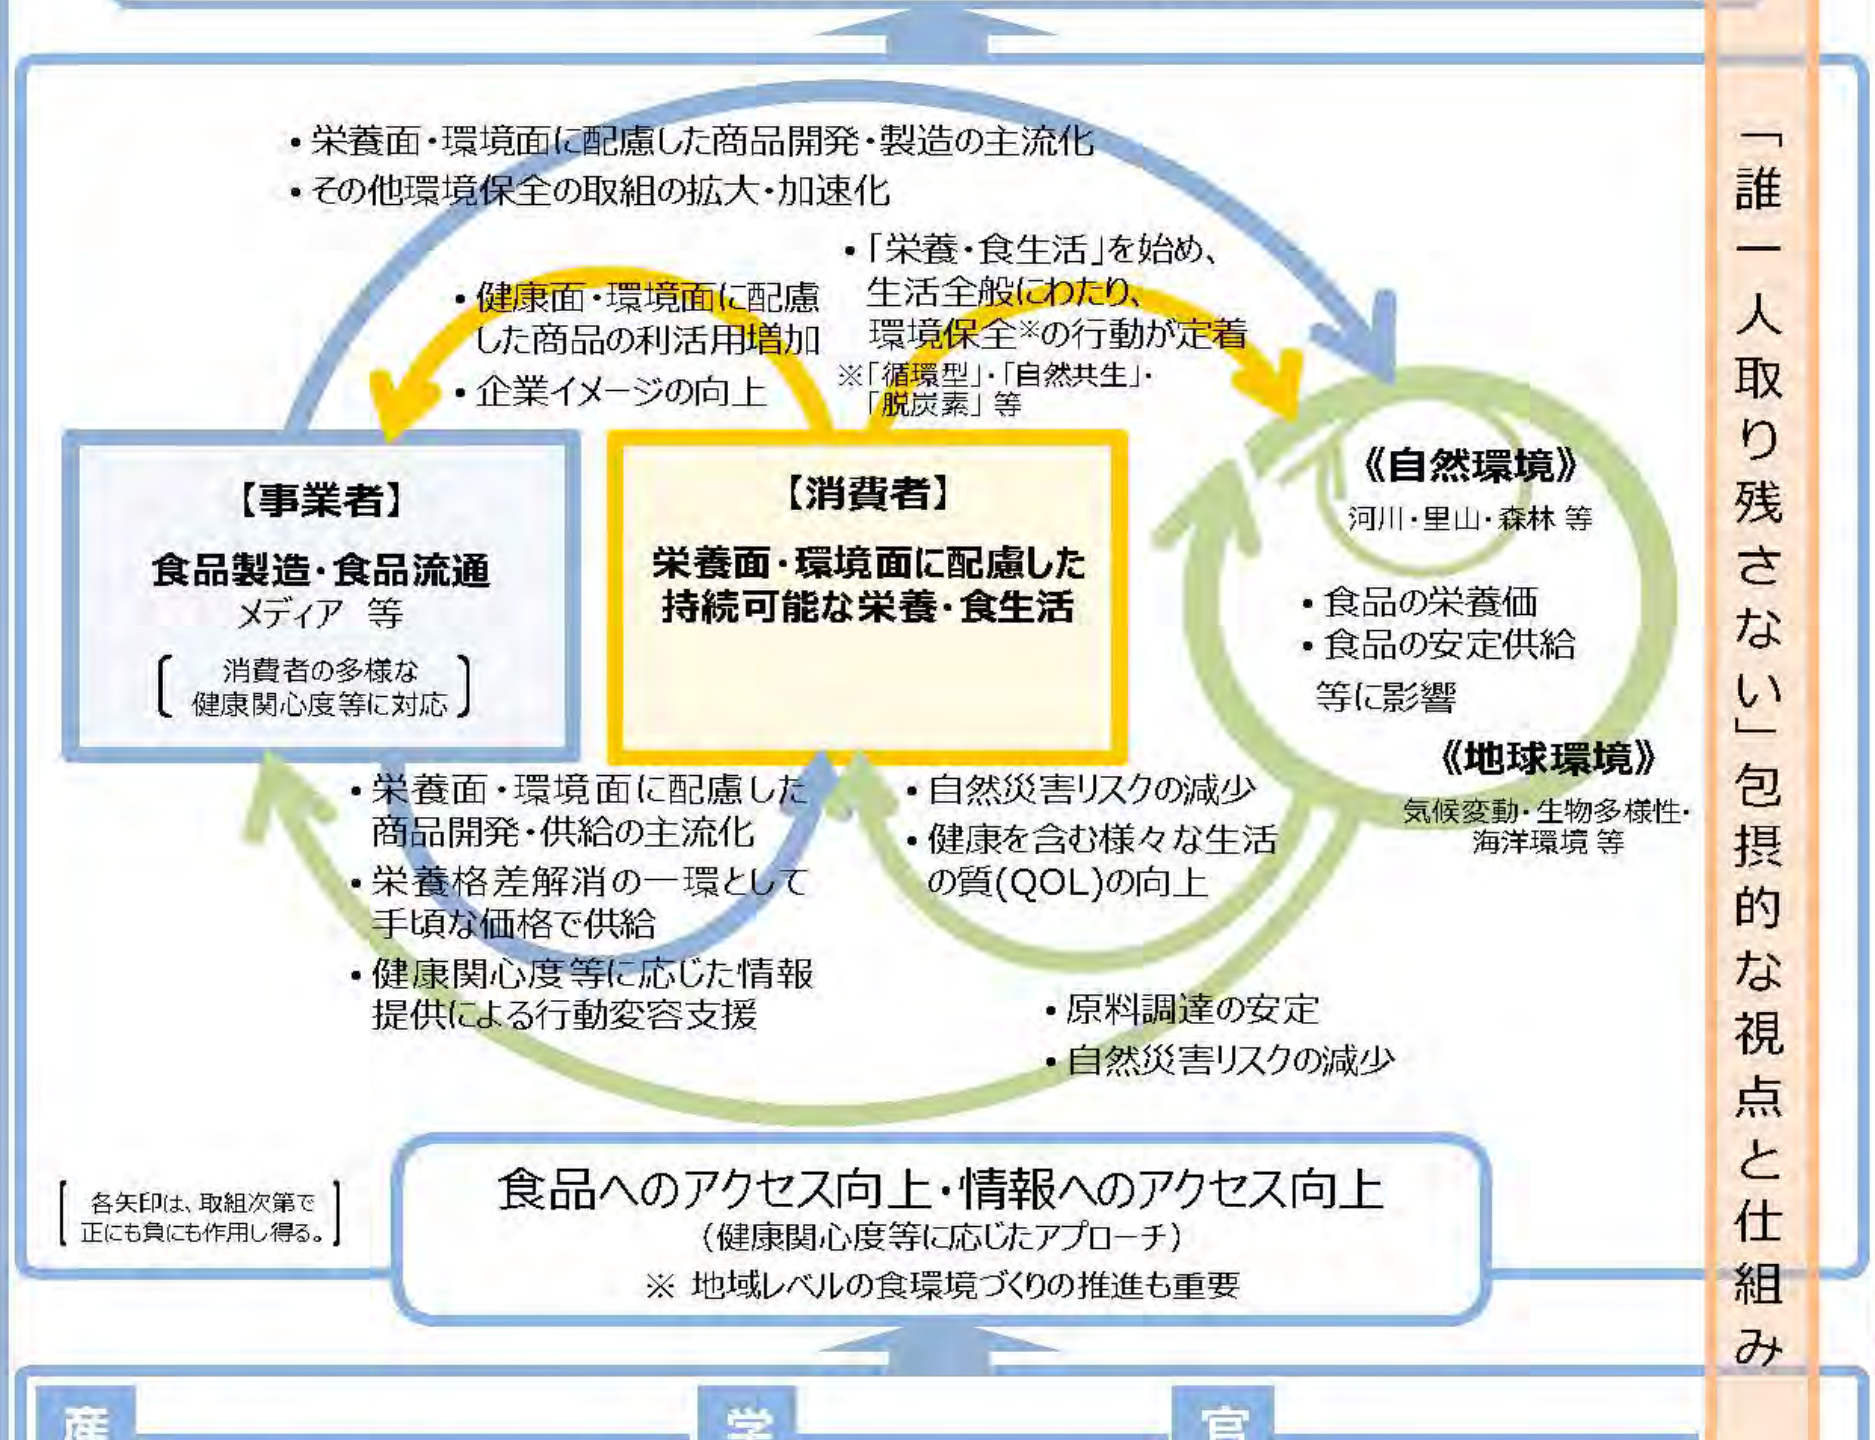 ・栄養面・環境面に配慮した商品開発・製造の主流化
・その他環境保全の取組の拡大・加速化
・健康面・環境面に配慮
した商品の利活用増加
・企業イメージの向上
・「栄養・食生活」を始め、
生活全般にわたり、
環境保全※の行動が定着
※「循環型」・「自然共生」・
「脱炭素」等
【事業者】
食品製造・食品流通
メディア 等
消費者の多様な
健康関心度等に対応
【消費者】
栄養面・環境面に配慮した
持続可能な栄養・食生活
《自然環境》
河川・里山・森林 等
・食品の栄養価
・食品の安定供給
等に影響
《地球環境》
気候変動・生物多様性・
海洋環境 等
・栄養面・環境面に配慮した
商品開発・供給の主流化
・栄養格差解消の一環として
手頃な価格で供給
・健康関心度等に応じた情報
提供による行動変容支援
・自然災害リスクの減少
・健康を含む様々な生活
の質(QOL)の向上
・原料調達の安定
・自然災害リスクの減少
各矢印は、取組次第で
正にも負にも作用し得る。
食品へのアクセス向上・情報へのアクセス向上
（健康関心度等に応じたアプローチ）
※ 地域レベルの食環境づくりの推進も重要
「誰一人取り残さない」包摂的な視点と仕組み
産
学
官